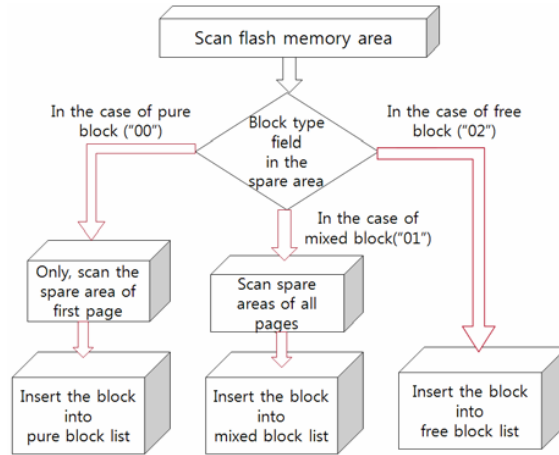 Scan flash memory area
In the case of pure
block ("00")
Block type
field
in the
spare area
In the case of free
block ("02")
In the case of
mixed block("01")
Only, scan the
spare area of
first page
Scan spare
areas of all
pages
Insert the block
into
pure block list
Insert the block
into
mixed block list
Insert the block
into
free block list